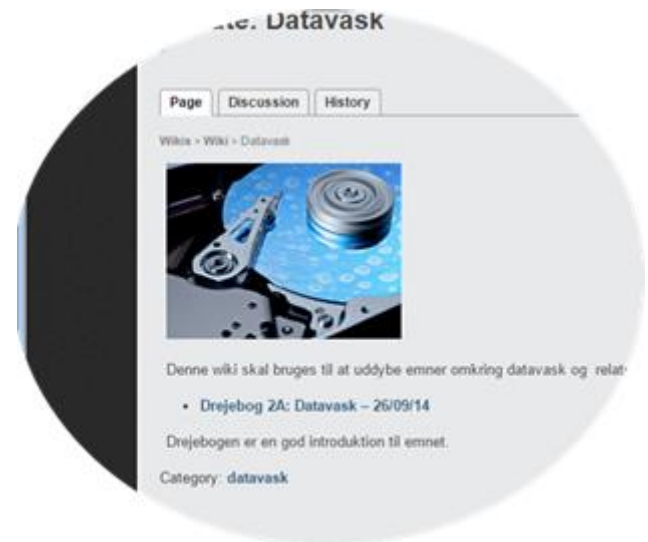 Datavask
Page Discussion History
Wikis > Wiki > Datavask
Denne wiki skal bruges til at uddybe emner omkring datavask og
• Drejebog 2A: Datavask – 26/09/14
Drejebogen er en god introduktion til emnet.
Category: datavask